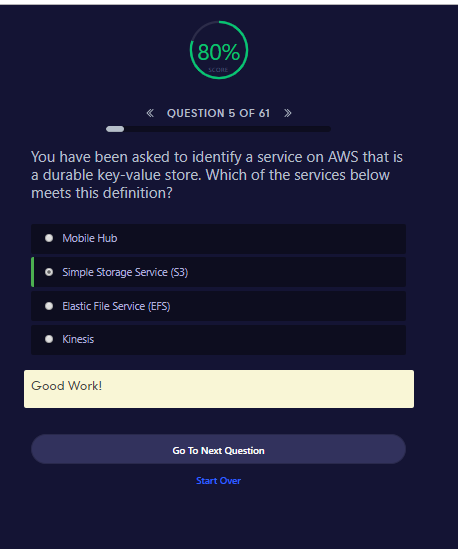 80%
SCORE
« QUESTION 5 OF 61 »
You have been asked to identify a service on AWS that is
a durable key-value store. Which of the services below
meets this definition?
Mobile Hub
Simple Storage Service (S3)
Elastic File Service (EFS)
Kinesis
Good Work!
Go To Next Question
Start Over